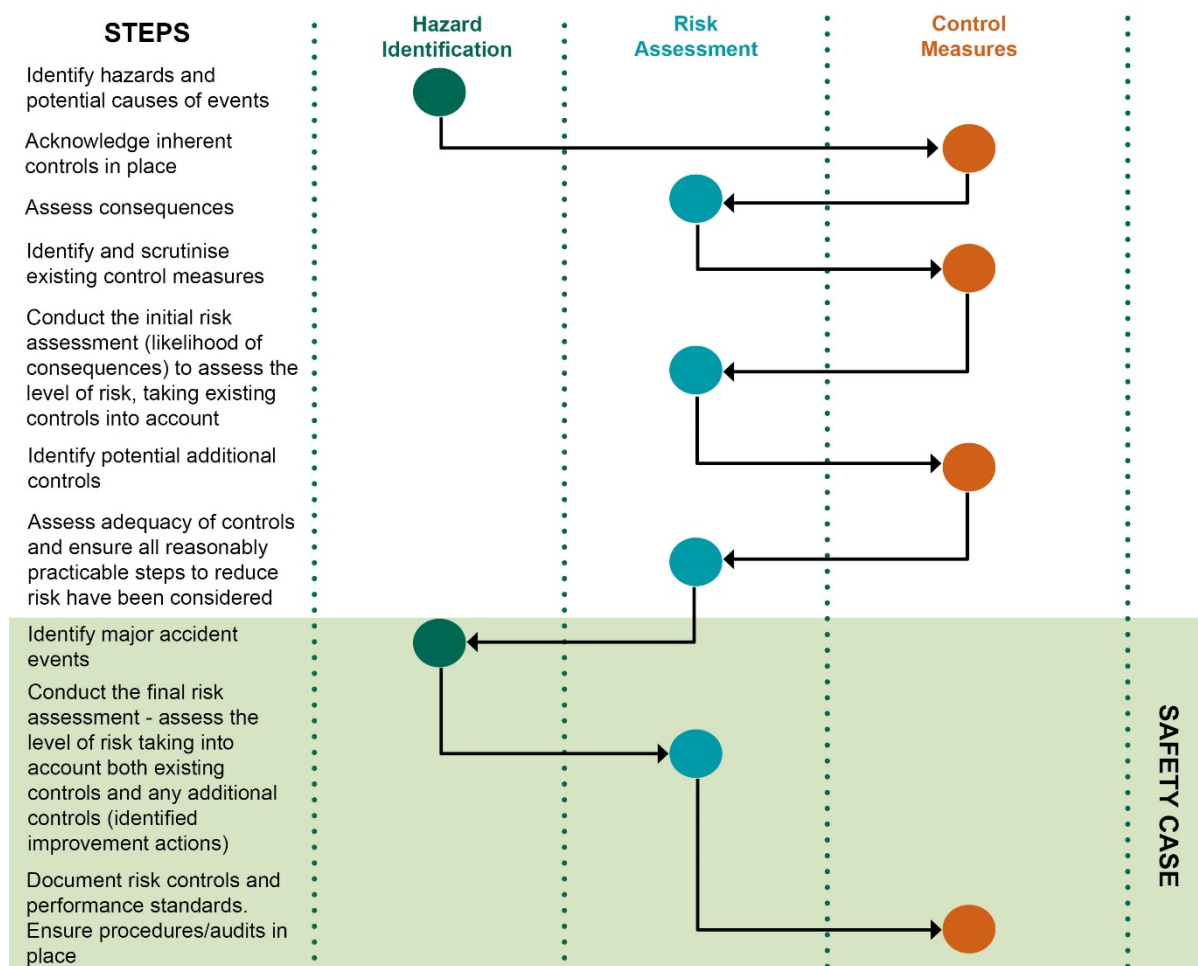 STEPS
Hazard
Identification
Risk
Assessment
Control
Measures
Identify hazards and
potential causes of events
Acknowledge inherent
controls in place
Assess consequences
Identify and scrutinise
existing control measures
Conduct the initial risk
assessment (likelihood of
consequences) to assess the
level of risk, taking existing
controls into account
Identify potential additional
controls
Assess adequacy of controls
and ensure all reasonably
practicable steps to reduce
risk have been considered
Identify major accident
events
Conduct the final risk
assessment - assess the
level of risk taking into
account both existing
controls and any additional
controls (identified
improvement actions)
Document risk controls and
performance standards.
Ensure procedures/audits in
place
SAFETY CASE